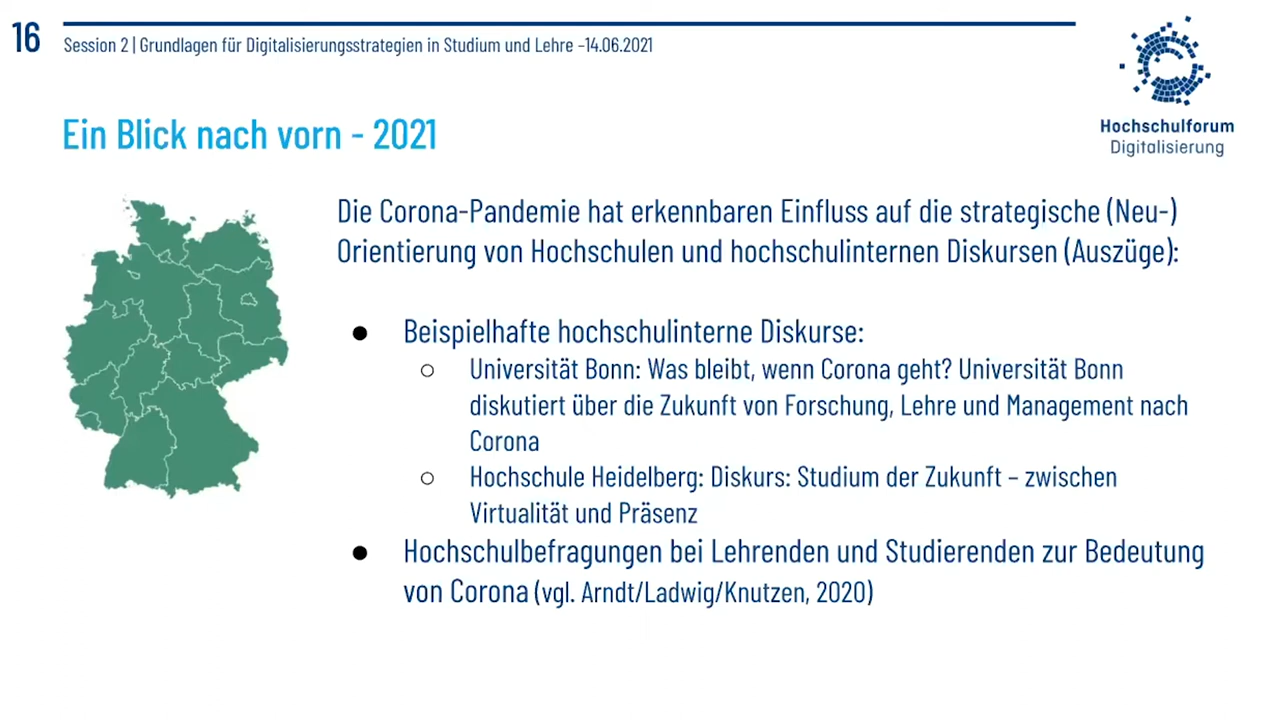 16
Session 2 | Grundlagen für Digitalisierungsstrategien in Studium und Lehre –14.06.2021
Hochschulforum
Digitalisierung
Ein Blick nach vorn - 2021
Die Corona-Pandemie hat erkennbaren Einfluss auf die strategische (Neu-)
Orientierung von Hochschulen und hochschulinternen Diskursen (Auszüge):
● Beispielhafte hochschulinterne Diskurse:
○ Universität Bonn: Was bleibt, wenn Corona geht? Universität Bonn
diskutiert über die Zukunft von Forschung, Lehre und Management nach
Corona
○ Hochschule Heidelberg: Diskurs: Studium der Zukunft – zwischen
Virtualität und Präsenz
● Hochschulbefragungen bei Lehrenden und Studierenden zur Bedeutung
von Corona (vgl. Arndt/Ladwig/Knutzen, 2020)